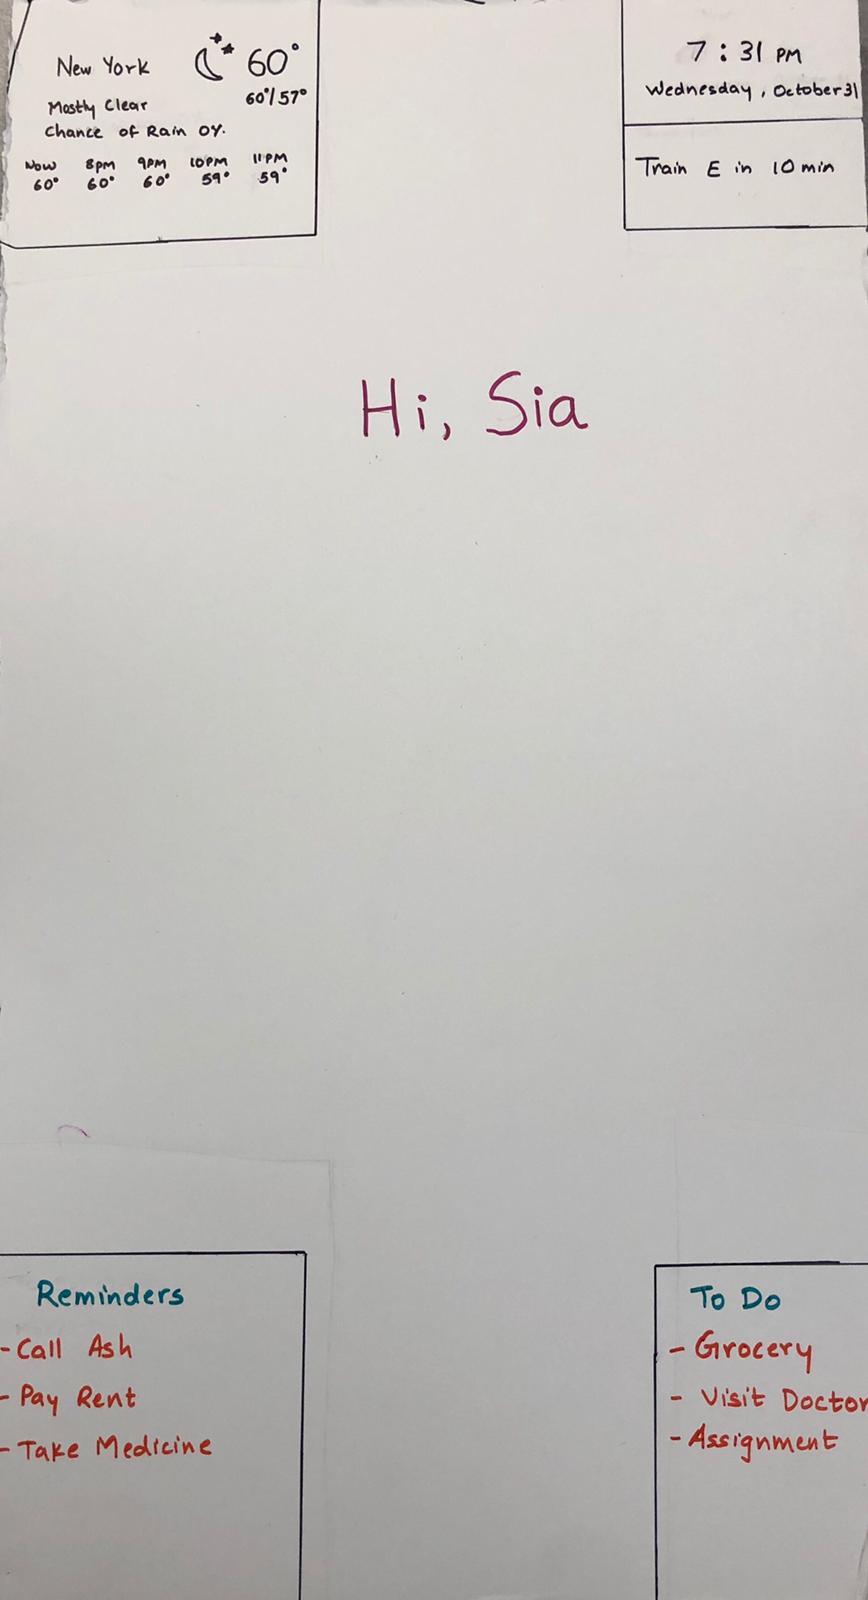 New York 60°
60°/57°
Mostly Clear
Chance of Rain 0%.
Now 8pm 9PM 10PM 11PM
60° 60° 60° 59° 59°
7 : 31 PM
Wednesday, October 31
Train E in 10 min
Hi, Sia
Reminders
- Call Ash
- Pay Rent
- Take Medicine
To Do
- Grocery
- Visit Doctor
- Assignment